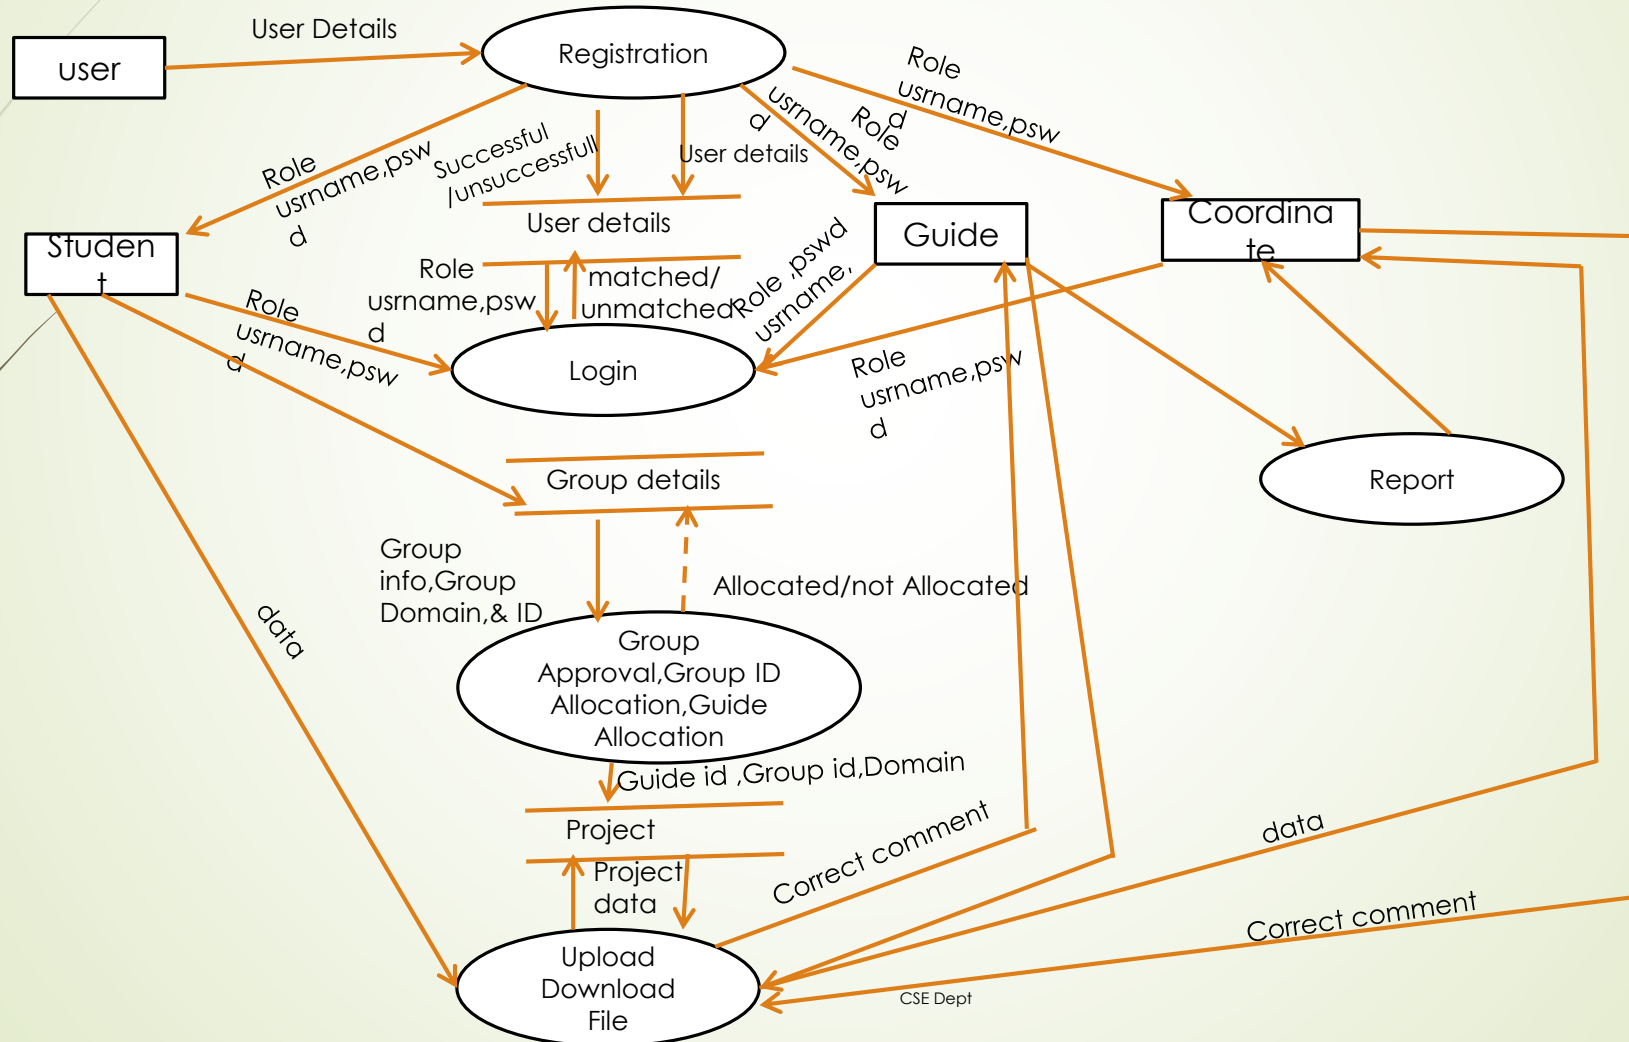 User Details
user
Registration
Role
usrname,psw
d
Successful
/unsuccessfull
User details
Role
usrname,psw
d
Role
usrname,psw
d
Studen
t
User details
Guide
Coordina
te
Role
usrname,psw
d
matched/
unmatched
Role ,pswd
usrname,
Role
usrname,psw
d
Login
Role
usrname,psw
d
Group details
Report
Group
info,Group
Domain,& ID
Allocated/not Allocated
data
Group
Approval,Group ID
Allocation,Guide
Allocation
Guide id ,Group id,Domain
Project
Project
data
Correct comment
data
Correct comment
Upload
Download
File
CSE Dept